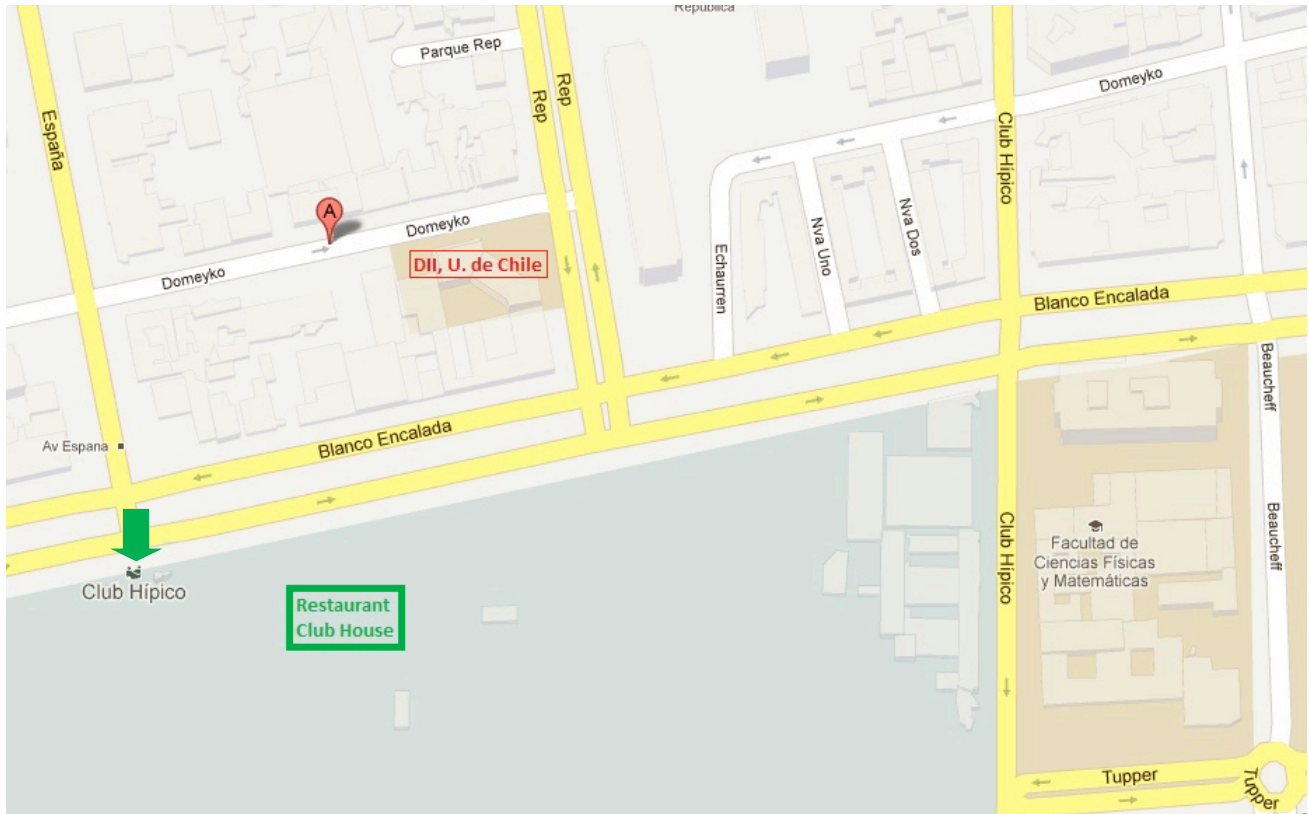 República
Parque Rep
Rep
Rep
España
Club Hípico
Domeyko
A
Domeyko
Domeyko
DII, U. de Chile
Echaurren
Nva Uno
Nva Dos
Blanco Encalada
Beaucheff
Av Espana
Blanco Encalada
Club Hípico
Facultad de
Ciencias Físicas
y Matemáticas
Beaucheff
Club Hípico
Restaurant
Club House
Tupper
Tupper